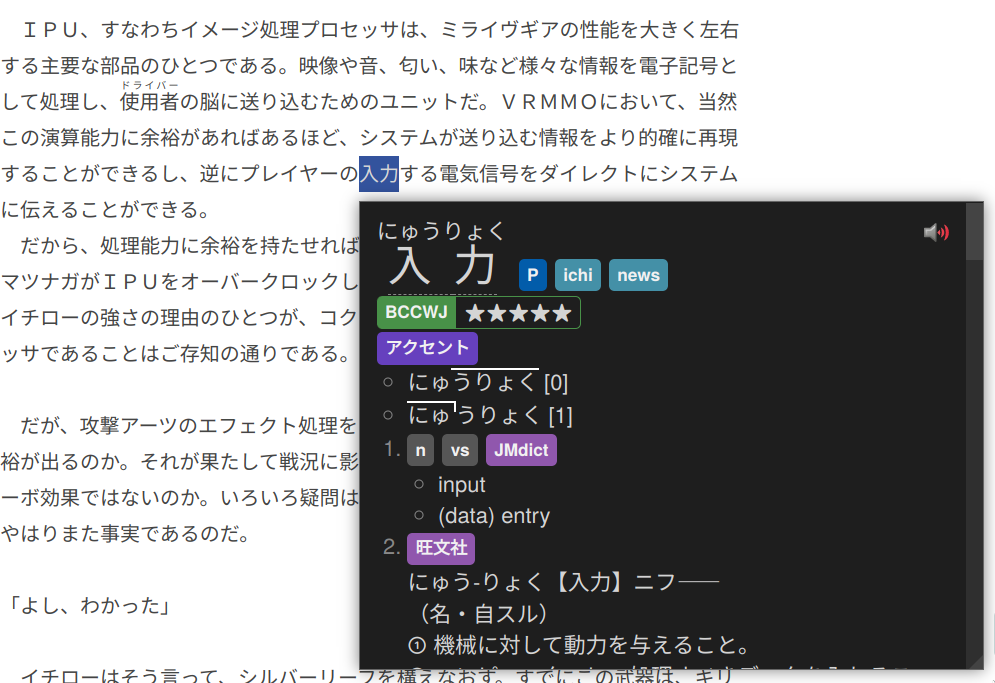 ＩＰＵ、すなわちイメージ処理プロセッサは、ミライヴギアの性能を大きく左右
する主要な部品のひとつである。映像や音、匂い、味など様々な情報を電子記号と
ドライバー
して処理し、使用者の脳に送り込むためのユニットだ。ＶＲＭＭＯにおいて、当然
この演算能力に余裕があればあるほど、システムが送り込む情報をより的確に再現
することができるし、逆にプレイヤーの入力する電気信号をダイレクトにシステム
に伝えることができる。
だから、処理能力に余裕を持たせれば
マツナガがＩＰＵをオーバークロックし
イチローの強さの理由のひとつが、コク
ッサであることはご存知の通りである。
だが、攻撃アーツのエフェクト処理を
裕が出るのか。それが果たして戦況に影
ーボ効果ではないのか。いろいろ疑問は
やはりまた事実であるのだ。
「よし、わかった」
イチローはそう言って、シルバーリーフを構えなおす。すでにこの武器は、キリ
にゅうりょく
入力 P ichi news
BCCWJ ★★★★★
アクセント
○ にゅうりょく [0]
○ にゅうりょく [1]
1. n vs JMdict
○ input
○ (data) entry
2. 旺文社
にゅう-りょく【入力】ニフ――
（名・自スル）
① 機械に対して動力を与えること。